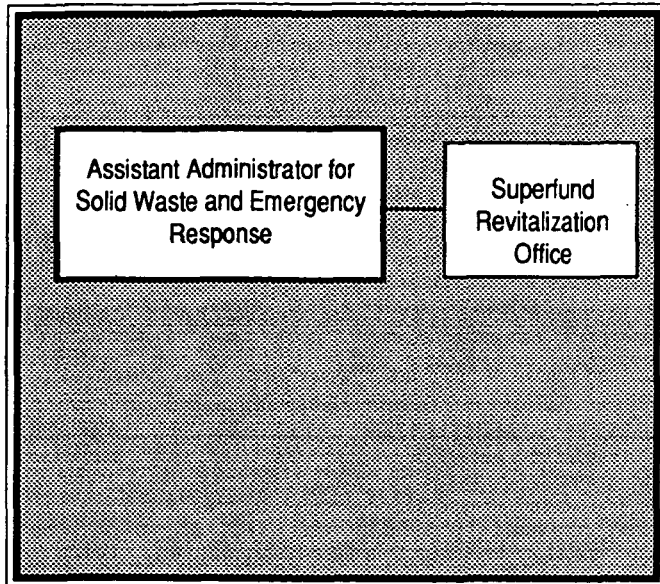 Assistant Administrator for
Solid Waste and Emergency
Response
Superfund
Revitalization
Office